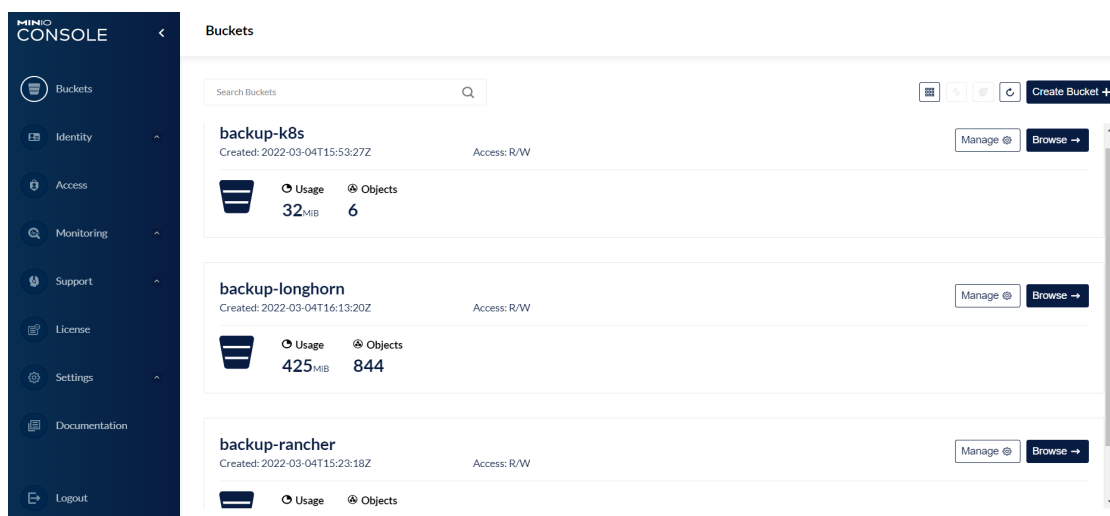 MINIO
CONSOLE
Buckets
Identity
Access
Monitoring
Support
License
Settings
Documentation
Logout
Buckets
Search Buckets
Create Bucket +
backup-k8s
Created: 2022-03-04T15:53:27Z Access: R/W
Manage Browse →
Usage Objects
32MiB 6
backup-longhorn
Created: 2022-03-04T16:13:20Z Access: R/W
Manage Browse →
Usage Objects
425MiB 844
backup-rancher
Created: 2022-03-04T15:23:18Z Access: R/W
Manage Browse →
Usage Objects